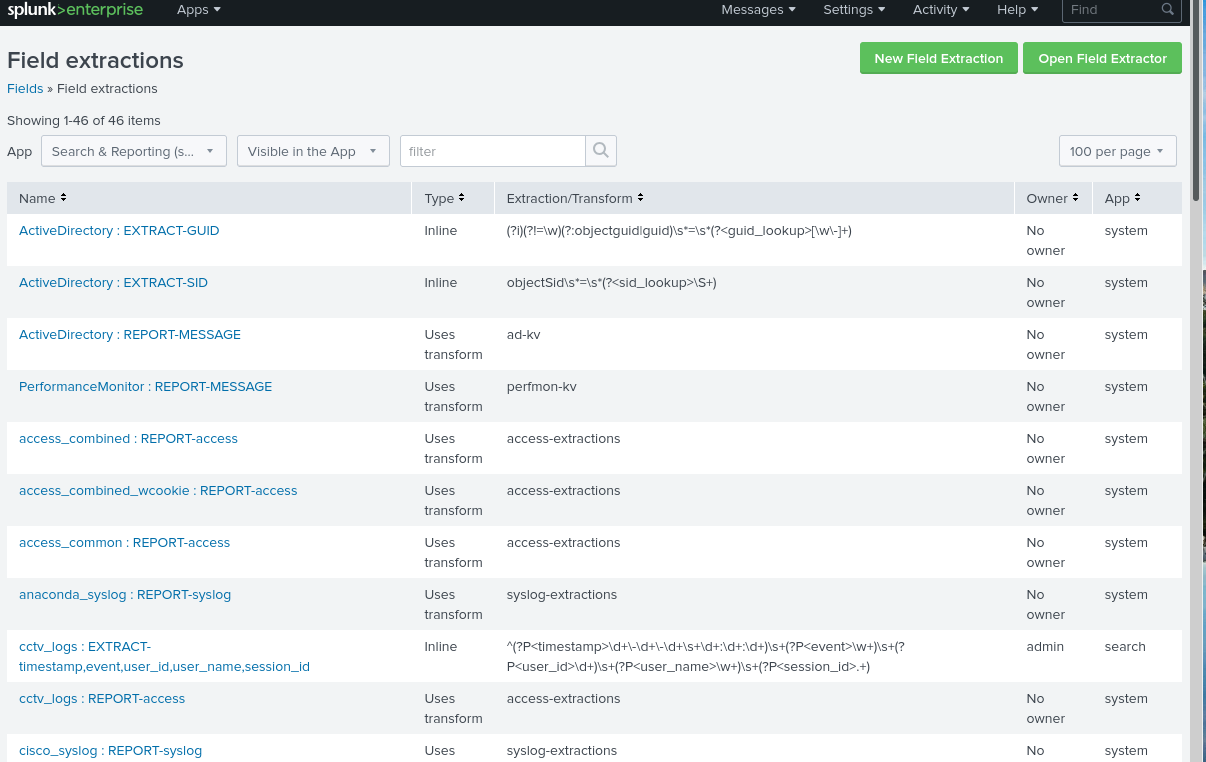 splunk>enterprise Apps Messages Settings Activity Help Find
Field extractions New Field Extraction Open Field Extractor
Fields » Field extractions
Showing 1-46 of 46 items
App Search & Reporting (s... Visible in the App filter 100 per page
Name Type Extraction/Transform Owner App
ActiveDirectory : EXTRACT-GUID Inline (?i)(?!=\w)(?:objectguid|guid)\s*=\s*(?<guid_lookup>[\w\-]+) No system
owner
ActiveDirectory : EXTRACT-SID Inline objectSid\s*=\s*(?<sid_lookup>\S+) No system
owner
ActiveDirectory : REPORT-MESSAGE Uses ad-kv No system
transform owner
PerformanceMonitor : REPORT-MESSAGE Uses perfmon-kv No system
transform owner
access_combined : REPORT-access Uses access-extractions No system
transform owner
access_combined_wcookie : REPORT-access Uses access-extractions No system
transform owner
access_common : REPORT-access Uses access-extractions No system
transform owner
anaconda_syslog : REPORT-syslog Uses syslog-extractions No system
transform owner
cctv_logs : EXTRACT- Inline ^(?P<timestamp>\d+\-\d+\-\d+\s+\d+:\d+:\d+)\s+(?P<event>\w+)\s+(? admin search
timestamp,event,user_id,user_name,session_id P<user_id>\d+)\s+(?P<user_name>\w+)\s+(?P<session_id>.+)
cctv_logs : REPORT-access Uses access-extractions No system
transform owner
cisco_syslog : REPORT-syslog Uses syslog-extractions No system